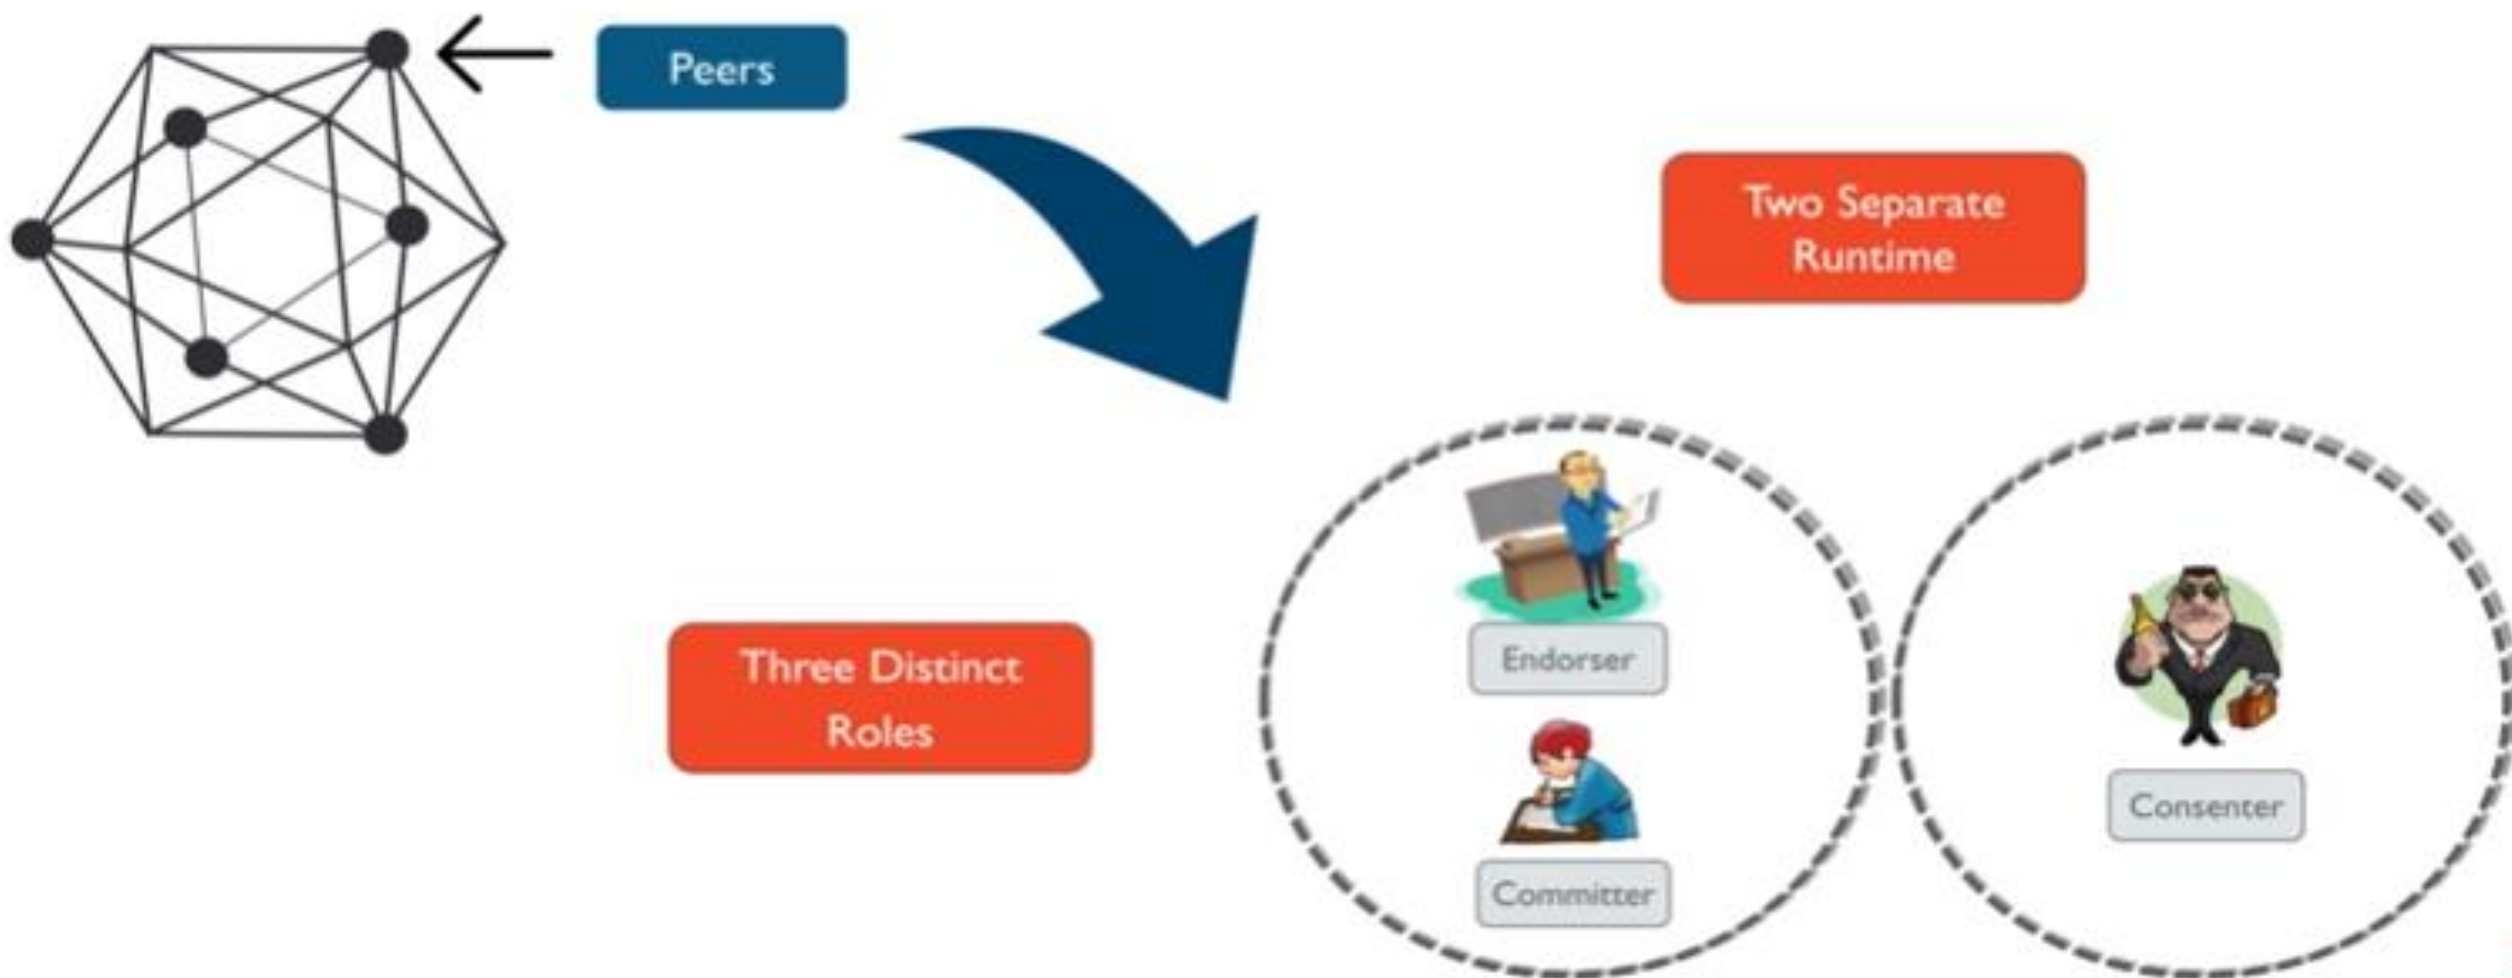 Peers
Two Separate
Runtime
Three Distinct
Roles
Endorser
Committer
Consenter